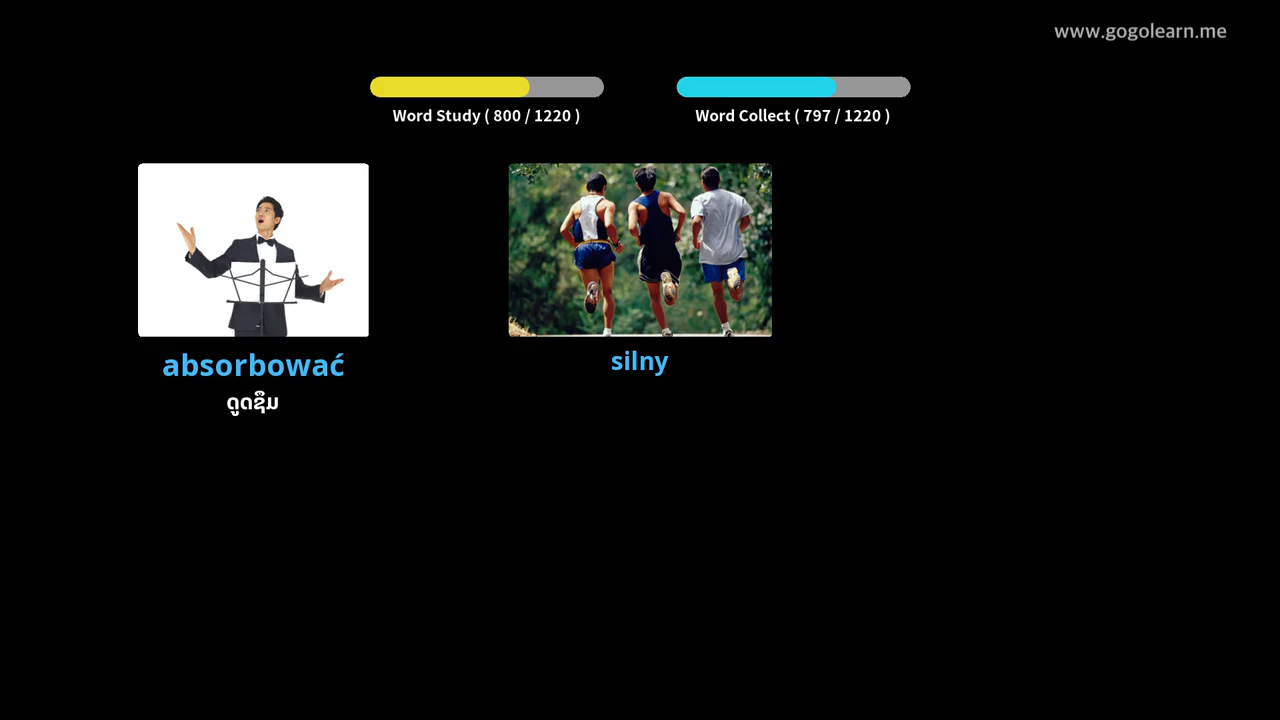 www.gogolearn.me
Word Study ( 800 / 1220 )
Word Collect ( 797 / 1220 )
absorbować
ດູດຊຶມ
silny